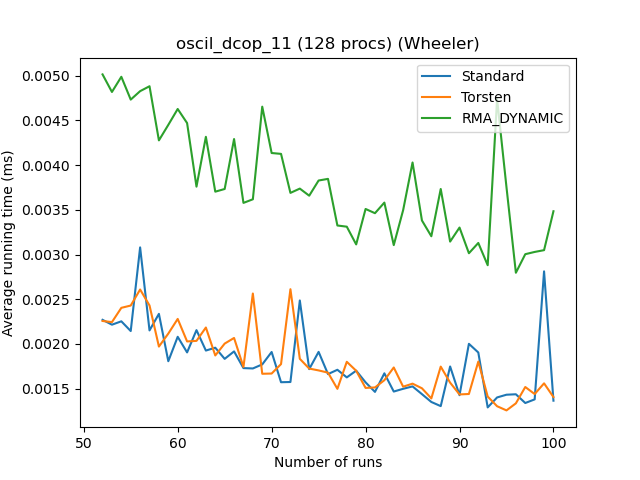 oscil_dcop_11 (128 procs) (Wheeler)
Standard
Torsten
RMA_DYNAMIC
Average running time (ms)
0.0050
0.0045
0.0040
0.0035
0.0030
0.0025
0.0020
0.0015
50 60 70 80 90 100
Number of runs